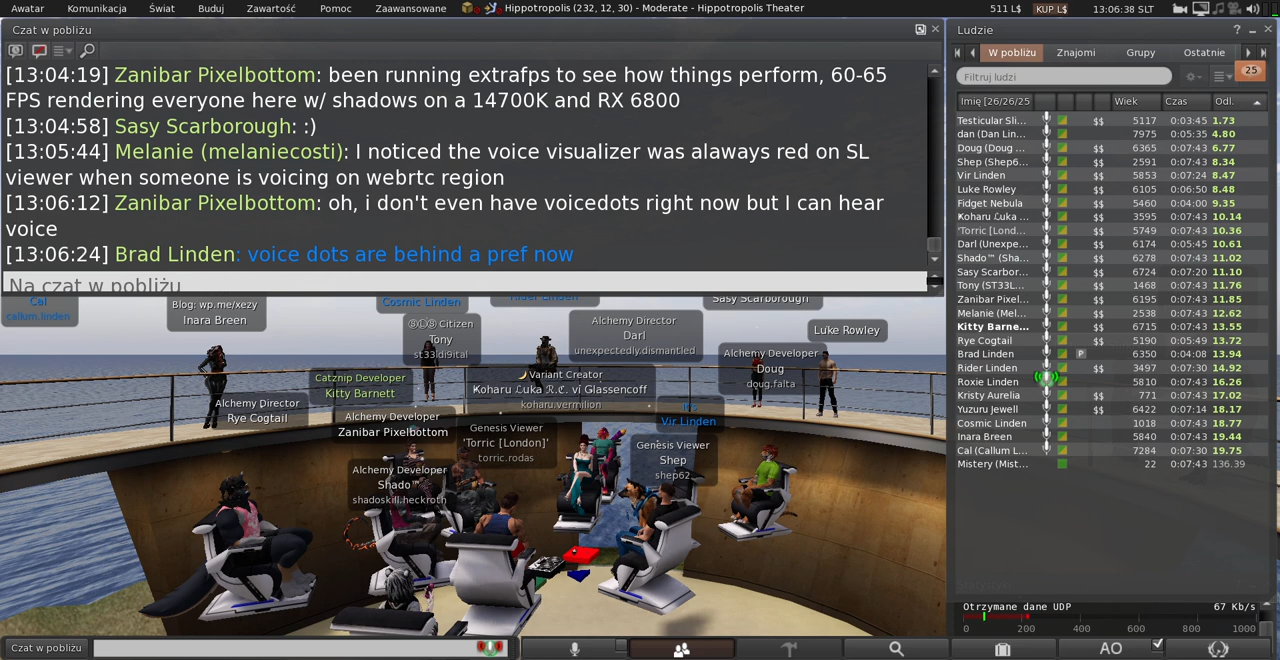 Awatar Komunikacja Świat Buduj Zawartość Pomoc Zaawansowane Hippotropolis (232, 12, 30) - Moderate - Hippotropolis Theater 511 L$ KUP L$ 13:06:38 SLT
Czat w pobliżu
[13:04:19] Zanibar Pixelbottom: been running extrafps to see how things perform, 60-65
FPS rendering everyone here w/ shadows on a 14700K and RX 6800
[13:04:58] Sasy Scarborough: :)
[13:05:44] Melanie (melaniecosti): I noticed the voice visualizer was alaways red on SL
viewer when someone is voicing on webrtc region
[13:06:12] Zanibar Pixelbottom: oh, i don't even have voicedots right now but I can hear
voice
[13:06:24] Brad Linden: voice dots are behind a pref now
Na czat w pobliżu
Cal
callum.linden
Blog: wp.me/xezy
Inara Breen
Cosmic Linden
Rider Linden
Sasy Scarborough
ⒷⓁⒷ Citizen
Tony
st33ldi9ital
Alchemy Director
Darl
unexpectedly.dismantled
Luke Rowley
Alchemy Developer
Doug
doug.falta
Catznip Developer
Kitty Barnett
Variant Creator
Ҝoharu ℒuka ℛ.ℭ. vi Glassencoff
koharu.vermilion
Alchemy Director
Rye Cogtail
Alchemy Developer
Zanibar Pixelbottom
Vir Linden
Genesis Viewer
'Torric [London]'
torric.rodas
Genesis Viewer
Shep
shep62
Alchemy Developer
Shado™
shadoskill.heckroth
Czat w pobliżu
Ludzie
? _ ×
W pobliżu Znajomi Grupy Ostatnie
Filtruj ludzi
25
Imię [26/26/25 Wiek Czas Odl.
Testicular Sli... $$ 5117 0:03:45 1.73
dan (Dan Lin... 7975 0:05:35 4.80
Doug (Doug ... $$ 6365 0:07:43 6.77
Shep (Shep6... $$ 2591 0:07:43 8.34
Vir Linden 5853 0:07:24 8.47
Luke Rowley $$ 6105 0:06:50 8.48
Fidget Nebula $$ 5460 0:04:00 9.35
Ҝoharu ℒuka ... $$ 3595 0:07:43 10.14
'Torric [Lond... $$ 5749 0:07:43 10.36
Darl (Unexpe... $$ 6174 0:05:45 10.61
Shado™ (Sha... $$ 6278 0:07:43 11.02
Sasy Scarbor... $$ 6724 0:07:20 11.10
Tony (ST33L... $$ 1468 0:07:43 11.76
Zanibar Pixel... $$ 6195 0:07:43 11.85
Melanie (Mel... $$ 2538 0:07:43 12.62
Kitty Barne... $$ 6715 0:07:43 13.55
Rye Cogtail $$ 5190 0:05:49 13.72
Brad Linden P 6350 0:04:08 13.94
Rider Linden $$ 3497 0:07:30 14.92
Roxie Linden 5810 0:07:43 16.26
Kristy Aurelia $$ 771 0:07:43 17.02
Yuzuru Jewell $$ 6422 0:07:14 18.17
Cosmic Linden 1018 0:07:43 18.77
Inara Breen 5840 0:07:43 19.44
Cal (Callum L... 7284 0:07:50 19.75
Mistery (Mist... 22 0:07:43 136.39
Otrzymane dane UDP 67 Kb/s
0 200 400 600 800 1000
AO